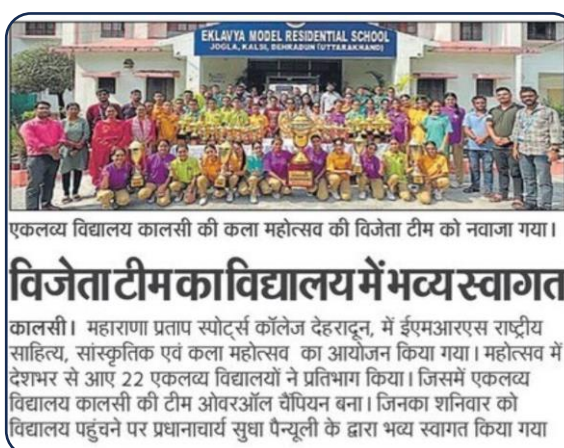 EKLAVYA MODEL RESIDENTIAL SCHOOL
JOGLA, KALSI, DEHRADUN (UTTARAKHAND)
एकलव्य विद्यालय कालसी की कला महोत्सव की विजेता टीम को नवाजा गया।
विजेता टीम का विद्यालय में भव्य स्वागत
कालसी। महाराणा प्रताप स्पोर्ट्स कॉलेज देहरादून, में ईएमआरएस राष्ट्रीय
साहित्य, सांस्कृतिक एवं कला महोत्सव का आयोजन किया गया। महोत्सव में
देशभर से आए 22 एकलव्य विद्यालयों ने प्रतिभाग किया। जिसमें एकलव्य
विद्यालय कालसी की टीम ओवरऑल चैंपियन बना। जिनका शनिवार को
विद्यालय पहुंचने पर प्रधानाचार्य सुधा पैन्यूली के द्वारा भव्य स्वागत किया गया